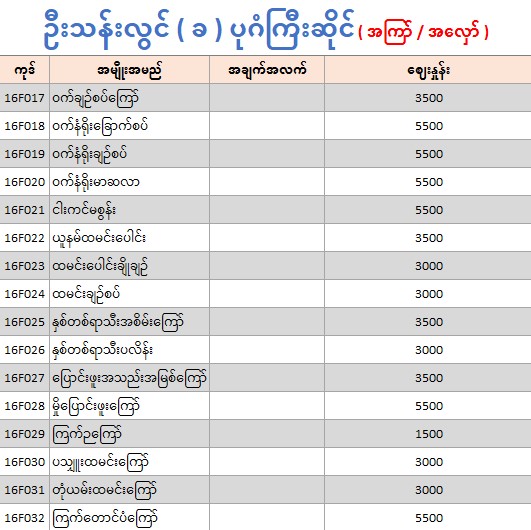 ဦးသန်းလွင် ( ခ ) ပုဂံကြီးဆိုင် ( အကြော် / အလှော် )
ကုဒ် အမျိုးအမည် အချက်အလက် ဈေးနှုန်း
16F017 ဝက်ချဉ်စပ်ကြော် 3500
16F018 ဝက်နံရိုးခြောက်စပ် 5500
16F019 ဝက်နံရိုးချဉ်စပ် 5500
16F020 ဝက်နံရိုးမာဆလာ 5500
16F021 ငါးကင်မစွန်း 5500
16F022 ယူနမ်ထမင်းပေါင်း 3500
16F023 ထမင်းပေါင်းချိုချဉ် 3000
16F024 ထမင်းချဉ်စပ် 3000
16F025 နှစ်တစ်ရာသီးအစိမ်းကြော် 3500
16F026 နှစ်တစ်ရာသီးပလိန်း 3000
16F027 ပြောင်းဖူးအသည်းအမြစ်ကြော် 3500
16F028 မှိုပြောင်းဖူးကြော် 5500
16F029 ကြက်ဥကြော် 1500
16F030 ပသျှူးထမင်းကြော် 3000
16F031 တုံယမ်းထမင်းကြော် 3000
16F032 ကြက်တောင်ပံကြော် 5500